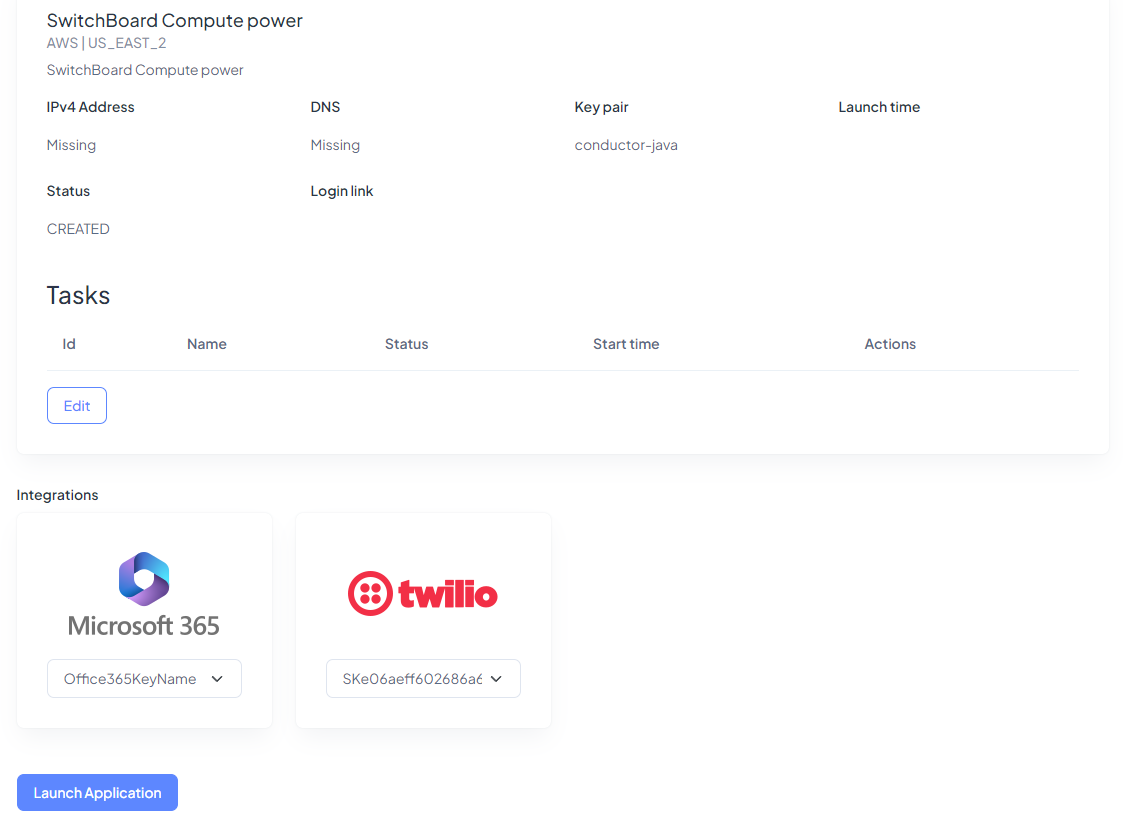 SwitchBoard Compute power
AWS | US_EAST_2
SwitchBoard Compute power
IPv4 Address DNS Key pair Launch time
Missing Missing conductor-java
Status Login link
CREATED
Tasks
Id Name Status Start time Actions
Edit
Integrations
Microsoft 365 twilio
Office365KeyName SKe06aeff602686a6
Launch Application